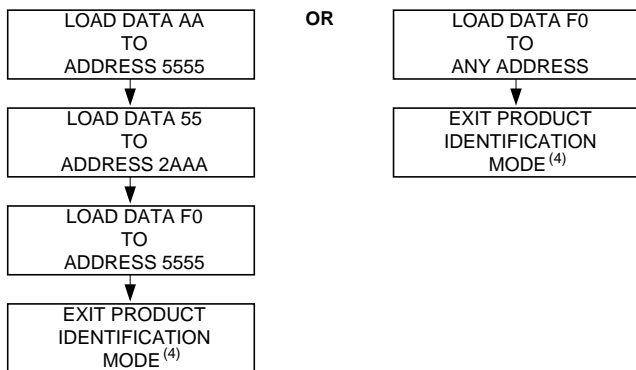 LOAD DATA AA
TO
ADDRESS 5555
LOAD DATA 55
TO
ADDRESS 2AAA
LOAD DATA F0
TO
ADDRESS 5555
EXIT PRODUCT
IDENTIFICATION
MODE(4)
OR
LOAD DATA F0
TO
ANY ADDRESS
EXIT PRODUCT
IDENTIFICATION
MODE(4)